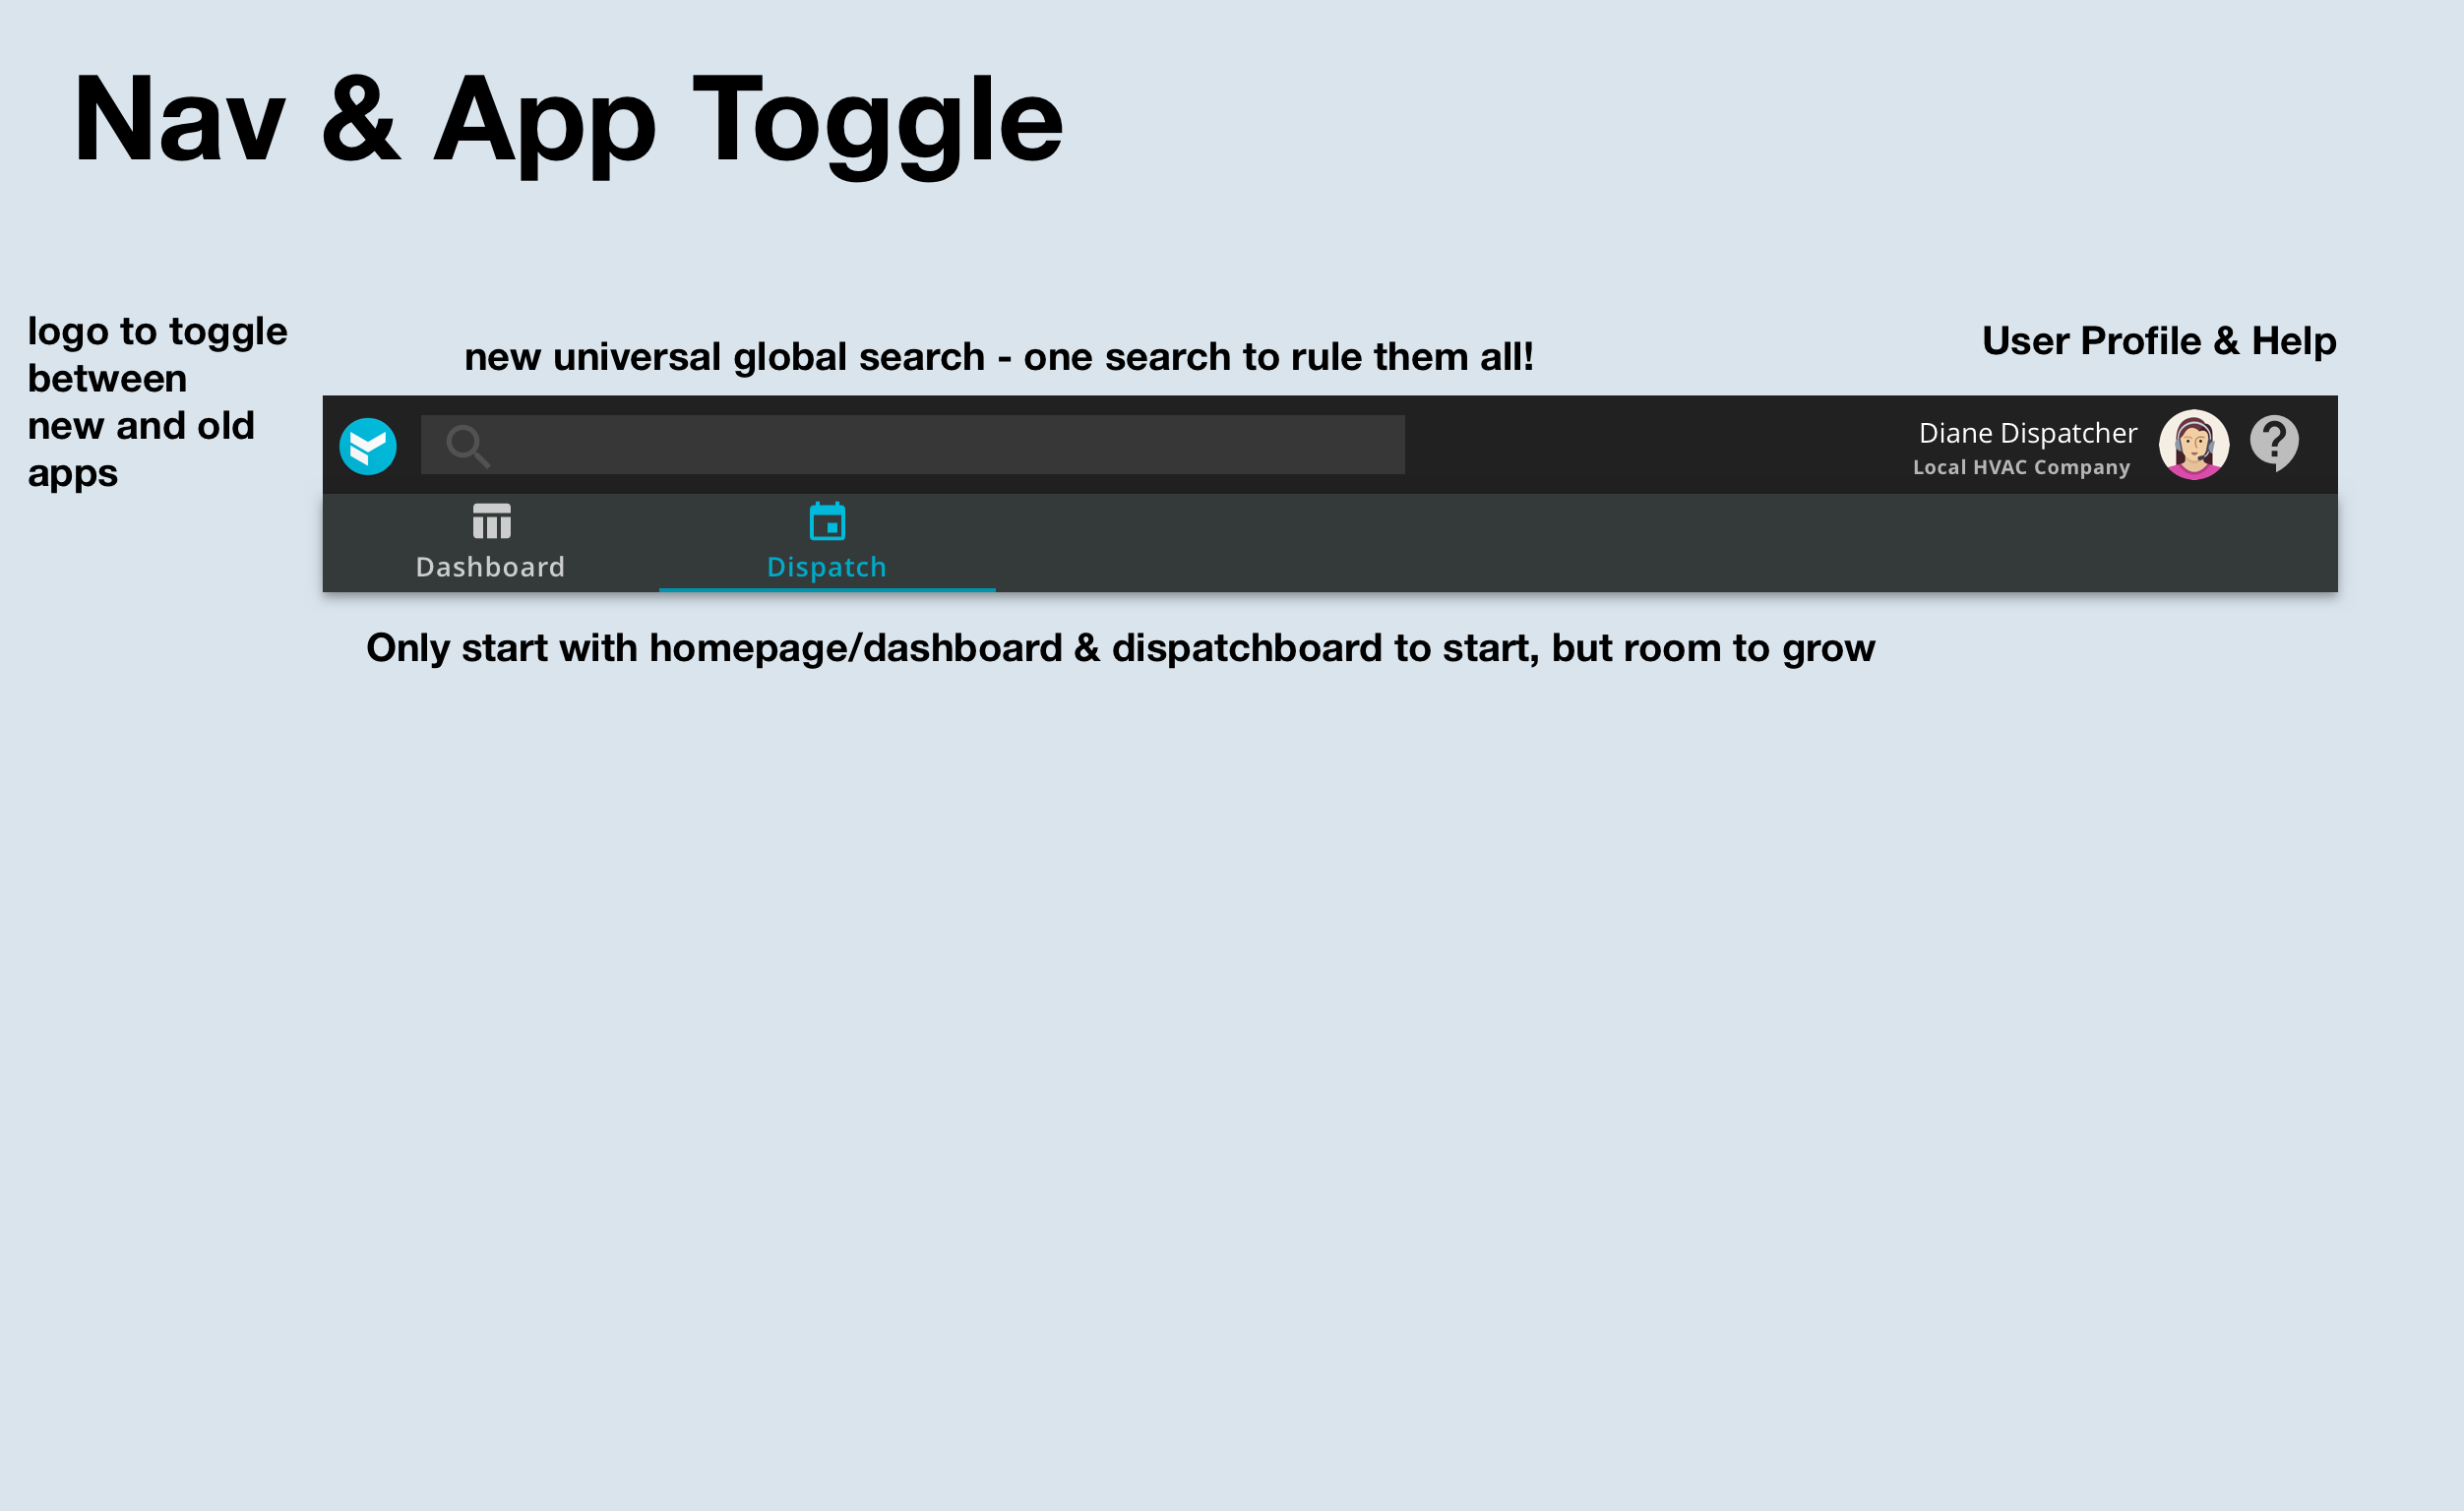 Nav & App Toggle
logo to toggle
between
new and old
apps
new universal global search - one search to rule them all!
User Profile & Help
Diane Dispatcher
Local HVAC Company
Dashboard
Dispatch
Only start with homepage/dashboard & dispatchboard to start, but room to grow